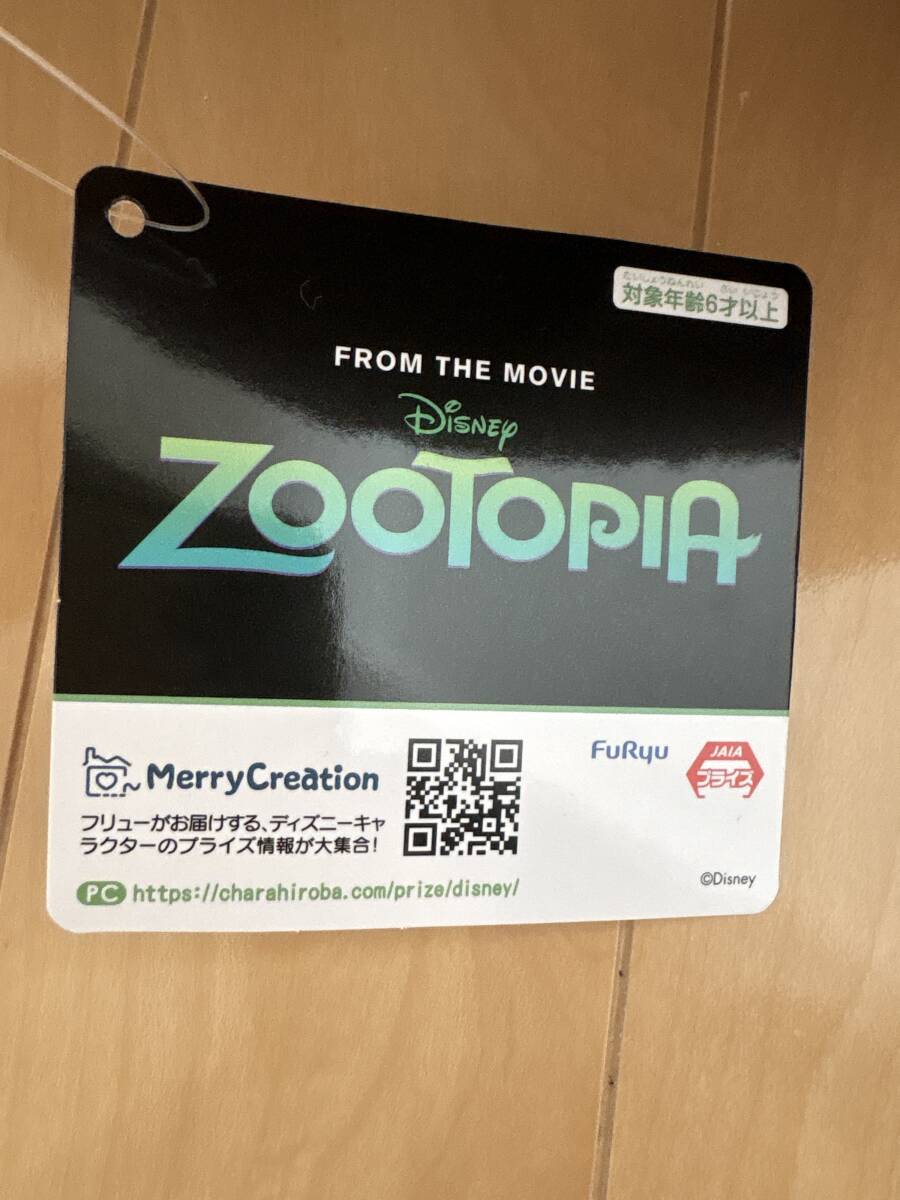 たいしょうねんれい さい いじょう
対象年齢6才以上
FROM THE MOVIE
Disney
ZOOTOPIA
MerryCreation
フリューがお届けする、ディズニーキャ
ラクターのプライズ情報が大集合!
PC https://charahiroba.com/prize/disney/
FuRyu
JAIA
プライズ
©Disney